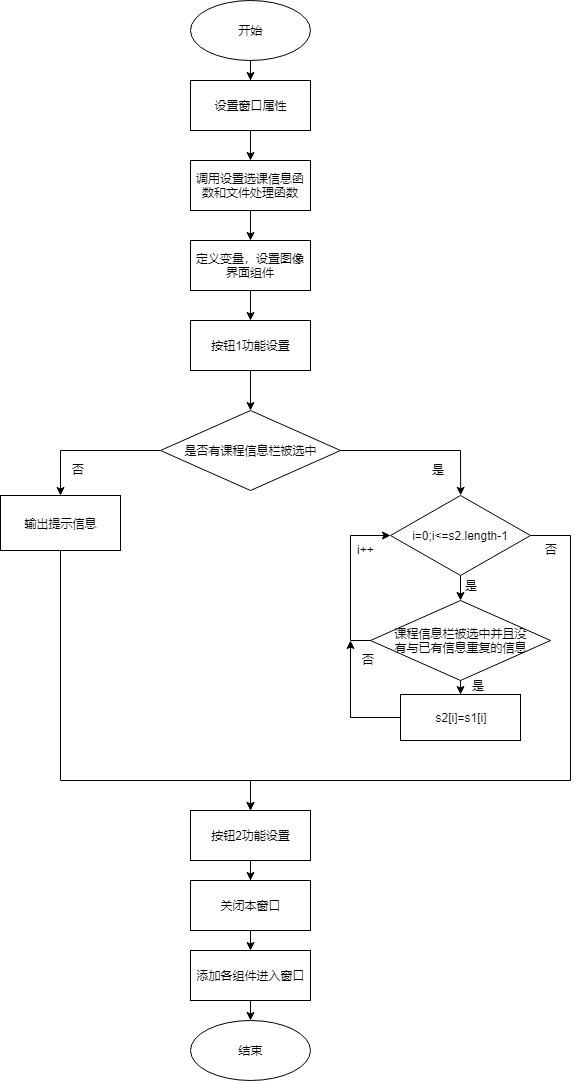 开始
设置窗口属性
调用设置选课信息函
数和文件处理函数
定义变量，设置图像
界面组件
按钮1功能设置
是否有课程信息栏被选中
否
是
输出提示信息
i=0;i<=s2.length-1
i++
否
是
课程信息栏被选中并且没
有与已有信息重复的信息
否
是
s2[i]=s1[i]
按钮2功能设置
关闭本窗口
添加各组件进入窗口
结束